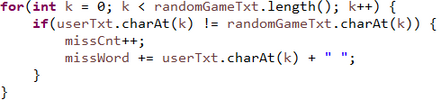 for(int k = 0; k < randomGameTxt.length(); k++) {
    if(userTxt.charAt(k) != randomGameTxt.charAt(k)) {
        missCnt++;
        missWord += userTxt.charAt(k) + " ";
    }
}